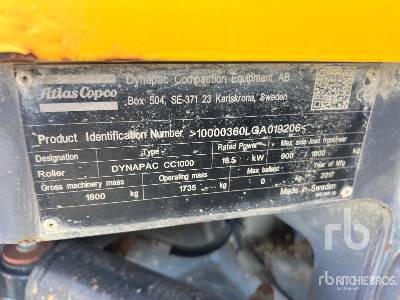 Atlas Copco
Dynapac Compaction Equipment AB
Box 504, SE-371 23 Karlskrona, Sweden
Product Identification Number >10000360LGA019206<
Designation Type Rated Power Max axle load front/rear
Roller DYNAPAC CC1000 18.5 kW 900 / 1800 kg
Gross machinery mass Operating mass Max ballast Year of Mfg
1800 kg 1735 kg 0 kg 2017
Made in Sweden
rb
RITCHIE BROS.